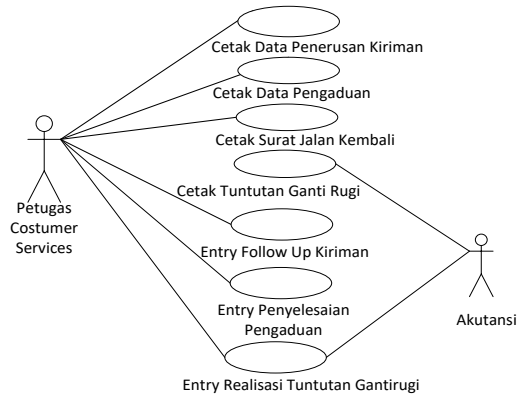 Cetak Data Penerusan Kiriman
Cetak Data Pengaduan
Cetak Surat Jalan Kembali
Cetak Tuntutan Ganti Rugi
Petugas
Costumer
Services
Entry Follow Up Kiriman
Entry Penyelesaian
Pengaduan
Akutansi
Entry Realisasi Tuntutan Gantirugi